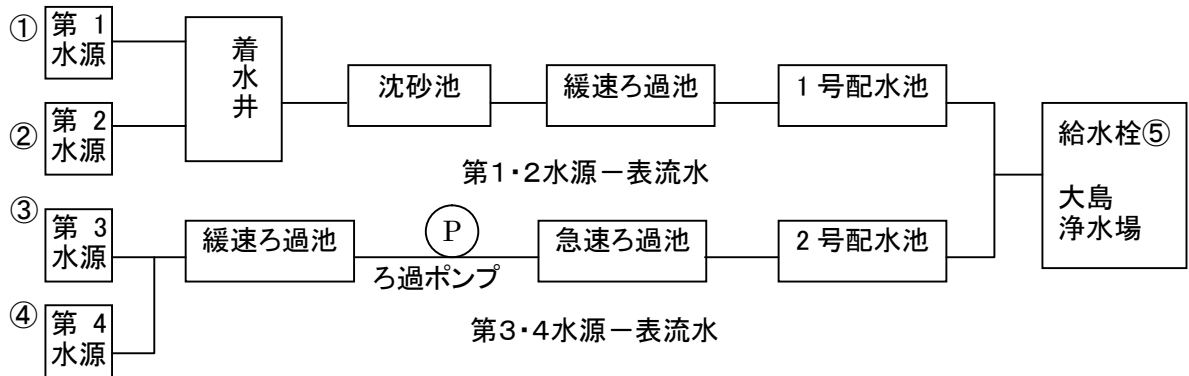 ① 第 1
水源
② 第 2
水源
着水井
沈砂池
緩速ろ過池
1 号配水池
第1・2水源－表流水
③
第 3
水源
④ 第 4
水源
緩速ろ過池
P
ろ過ポンプ
急速ろ過池
2 号配水池
第3・4水源－表流水
給水栓⑤
大島
浄水場